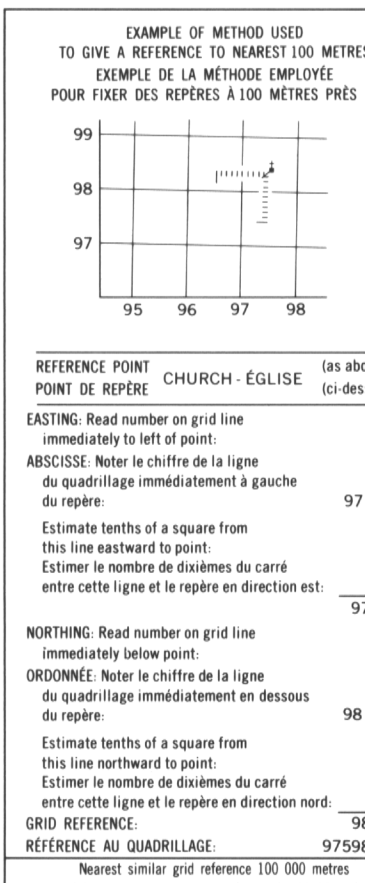 EXAMPLE OF METHOD USED
TO GIVE A REFERENCE TO NEAREST 100 METRES
EXEMPLE DE LA MÉTHODE EMPLOYÉE
POUR FIXER DES REPÈRES À 100 MÈTRES PRÈS
99
98
97
95 96 97 98
REFERENCE POINT
POINT DE REPÈRE
CHURCH - ÉGLISE
(as abo
(ci-des
EASTING: Read number on grid line
immediately to left of point:
ABSCISSE: Noter le chiffre de la ligne
du quadrillage immédiatement à gauche
du repère: 97
Estimate tenths of a square from
this line eastward to point:
Estimer le nombre de dixièmes du carré
entre cette ligne et le repère en direction est:
97
NORTHING: Read number on grid line
immediately below point:
ORDONNÉE: Noter le chiffre de la ligne
du quadrillage immédiatement en dessous
du repère: 98
Estimate tenths of a square from
this line northward to point:
Estimer le nombre de dixièmes du carré
entre cette ligne et le repère en direction nord:
GRID REFERENCE: 98
RÉFÉRENCE AU QUADRILLAGE: 97598
Nearest similar grid reference 100 000 metres